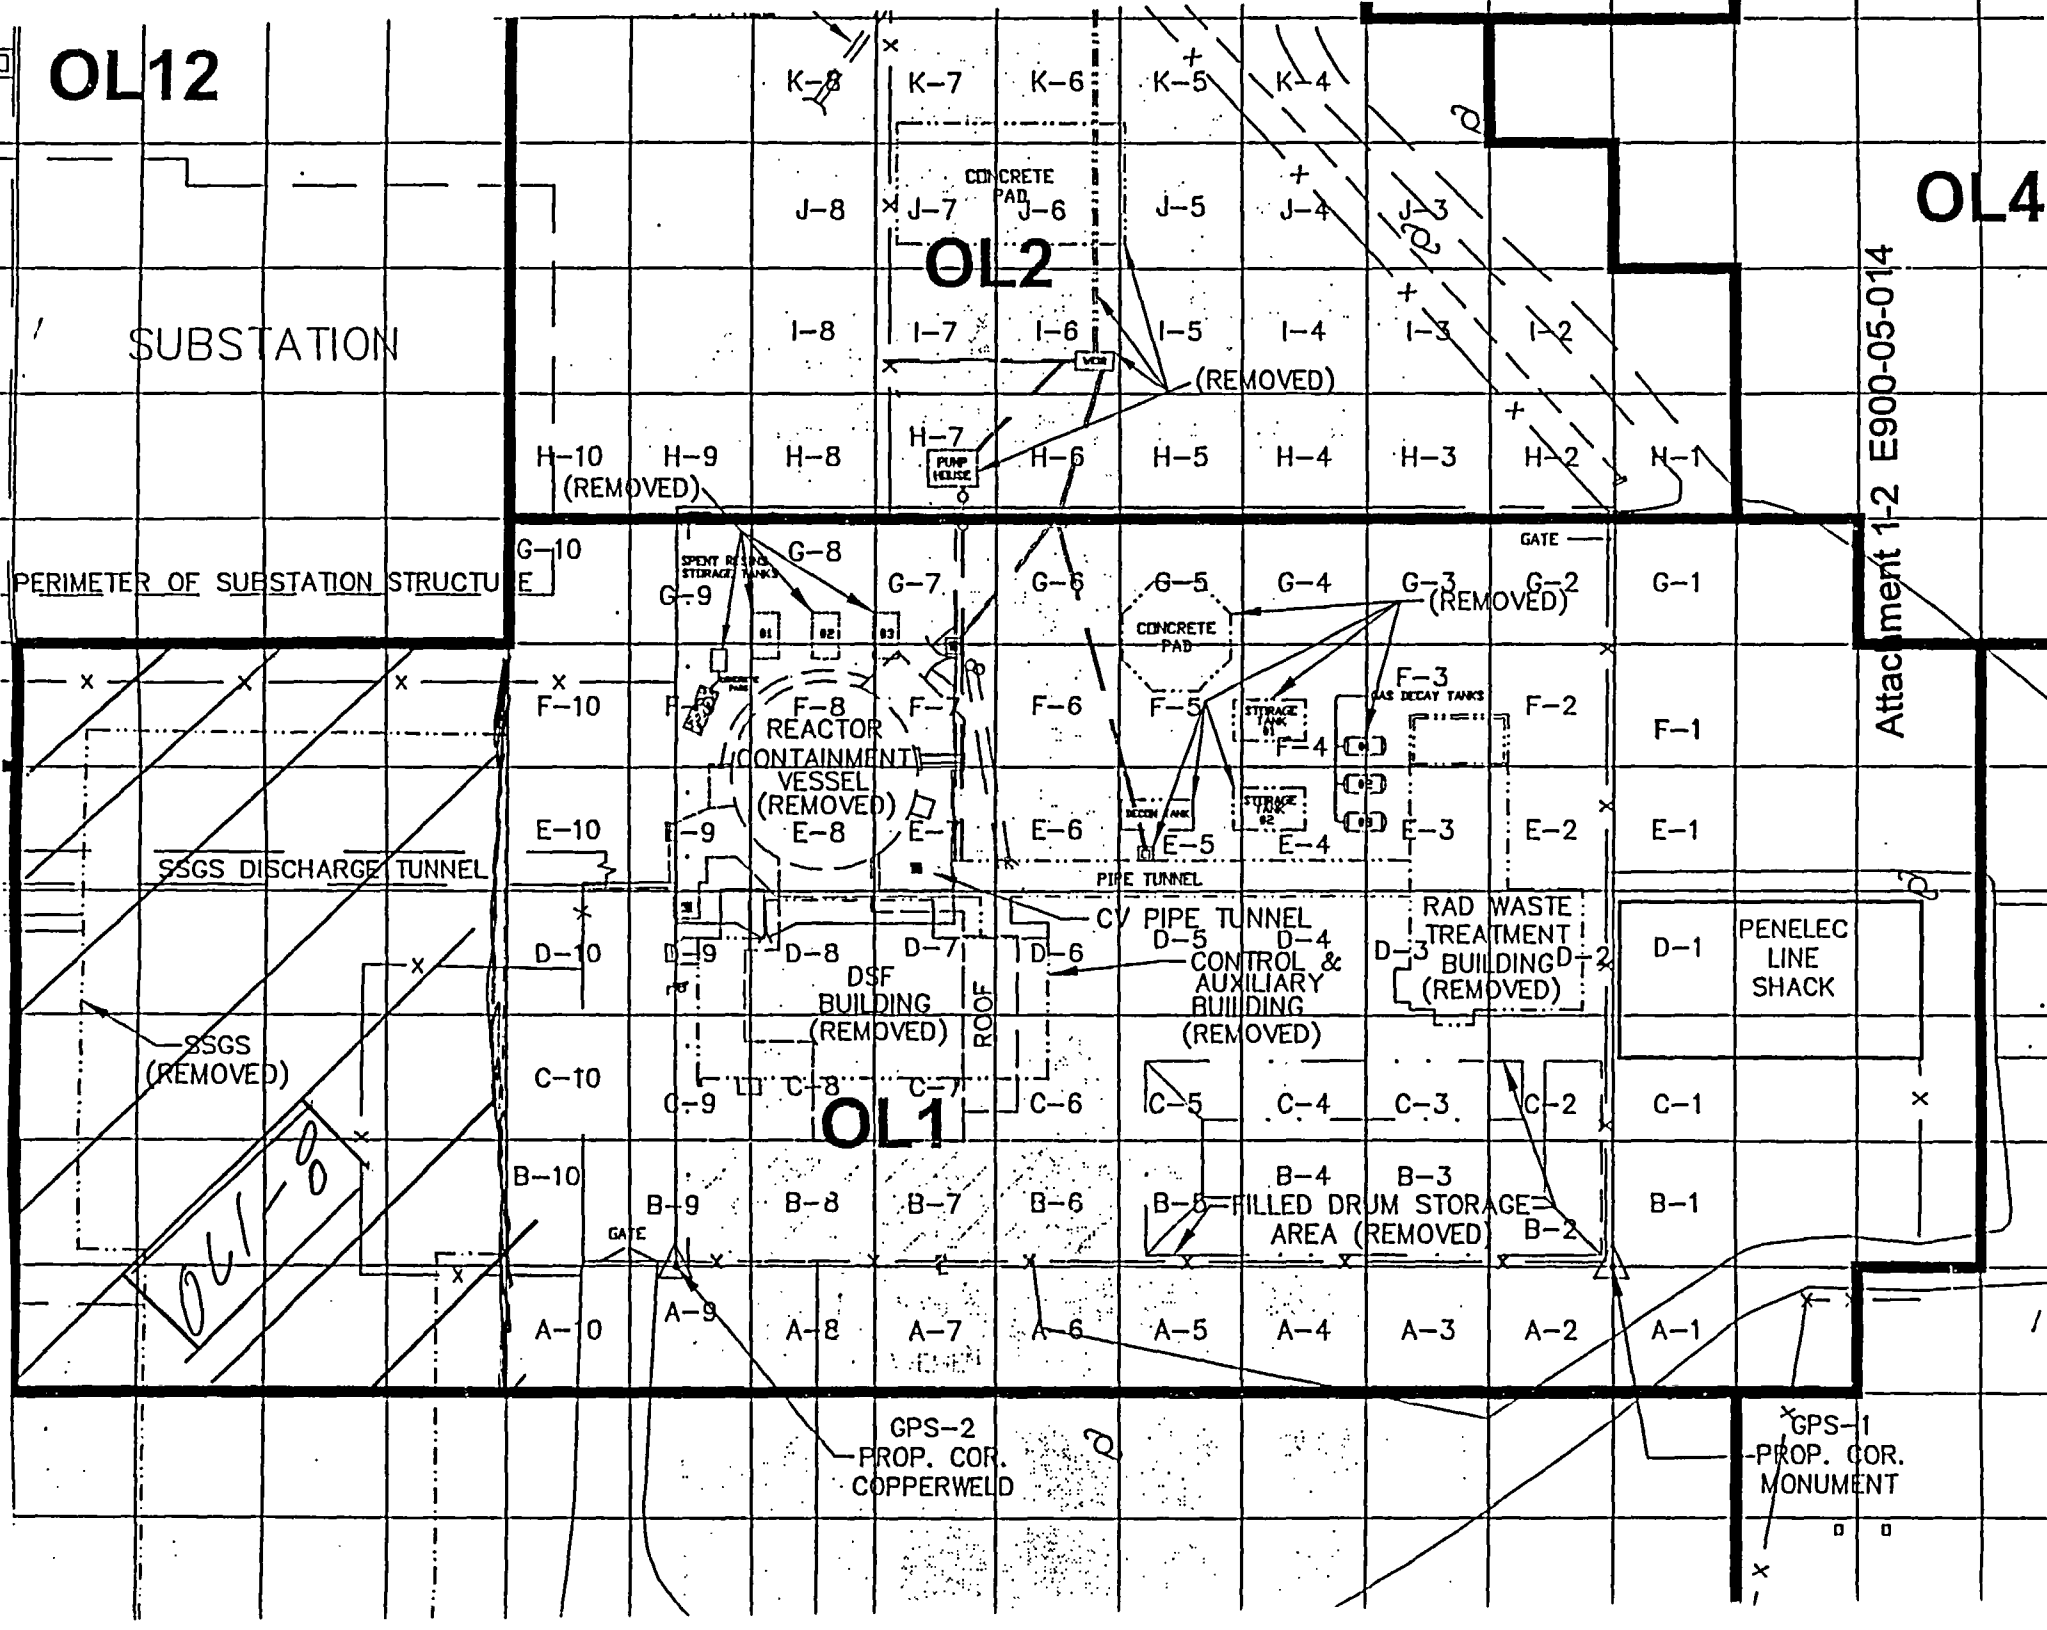 OL12
K-8 K-7 K-6 K-5 K-4
CONCRETE
PAD
J-8 J-7 J-6 J-5 J-4 J-3
OL4
OL2
SUBSTATION
I-8 I-7 I-6 I-5 I-4 I-3 I-2
(REMOVED)
H-10 H-9 H-8 H-7 H-6 H-5 H-4 H-3 H-2 H-1
(REMOVED)
PUMP
HOUSE
Attachment 1-2 E900-05-014
GATE
G-10 G-9 G-8 G-7 G-6 G-5 G-4 G-3 G-2 G-1
PERIMETER OF SUBSTATION STRUCTURE
SPENT RESINS
STORAGE TANKS
(REMOVED)
01 02 03
CONCRETE
PAD
F-10 F-8 F-7 F-6 F-5 F-4 F-3 F-2 F-1
GAS DECAY TANKS
STORAGE
TANK
01
REACTOR
CONTAINMENT
VESSEL
(REMOVED)
STORAGE
TANK
02
DECON TANK
E-10 E-9 E-8 E-7 E-6 E-5 E-4 E-3 E-2 E-1
SSGS DISCHARGE TUNNEL
PIPE TUNNEL
CV PIPE TUNNEL
D-10 D-9 D-8 D-7 D-6 D-5 D-4 D-3 D-2 D-1
RAD WASTE
TREATMENT
BUILDING
(REMOVED)
PENELEC
LINE
SHACK
CONTROL &
AUXILIARY
BUILDING
(REMOVED)
DSF
BUILDING
(REMOVED)
ROOF
SSGS
(REMOVED)
C-10 C-9 C-8 C-7 C-6 C-5 C-4 C-3 C-2 C-1
OL1
OL1-8
B-10 B-9 B-8 B-7 B-6 B-5 B-4 B-3 B-2 B-1
FILLED DRUM STORAGE
AREA (REMOVED)
GATE
A-10 A-9 A-8 A-7 A-6 A-5 A-4 A-3 A-2 A-1
GPS-2
PROP. COR.
COPPERWELD
GPS-1
PROP. COR.
MONUMENT